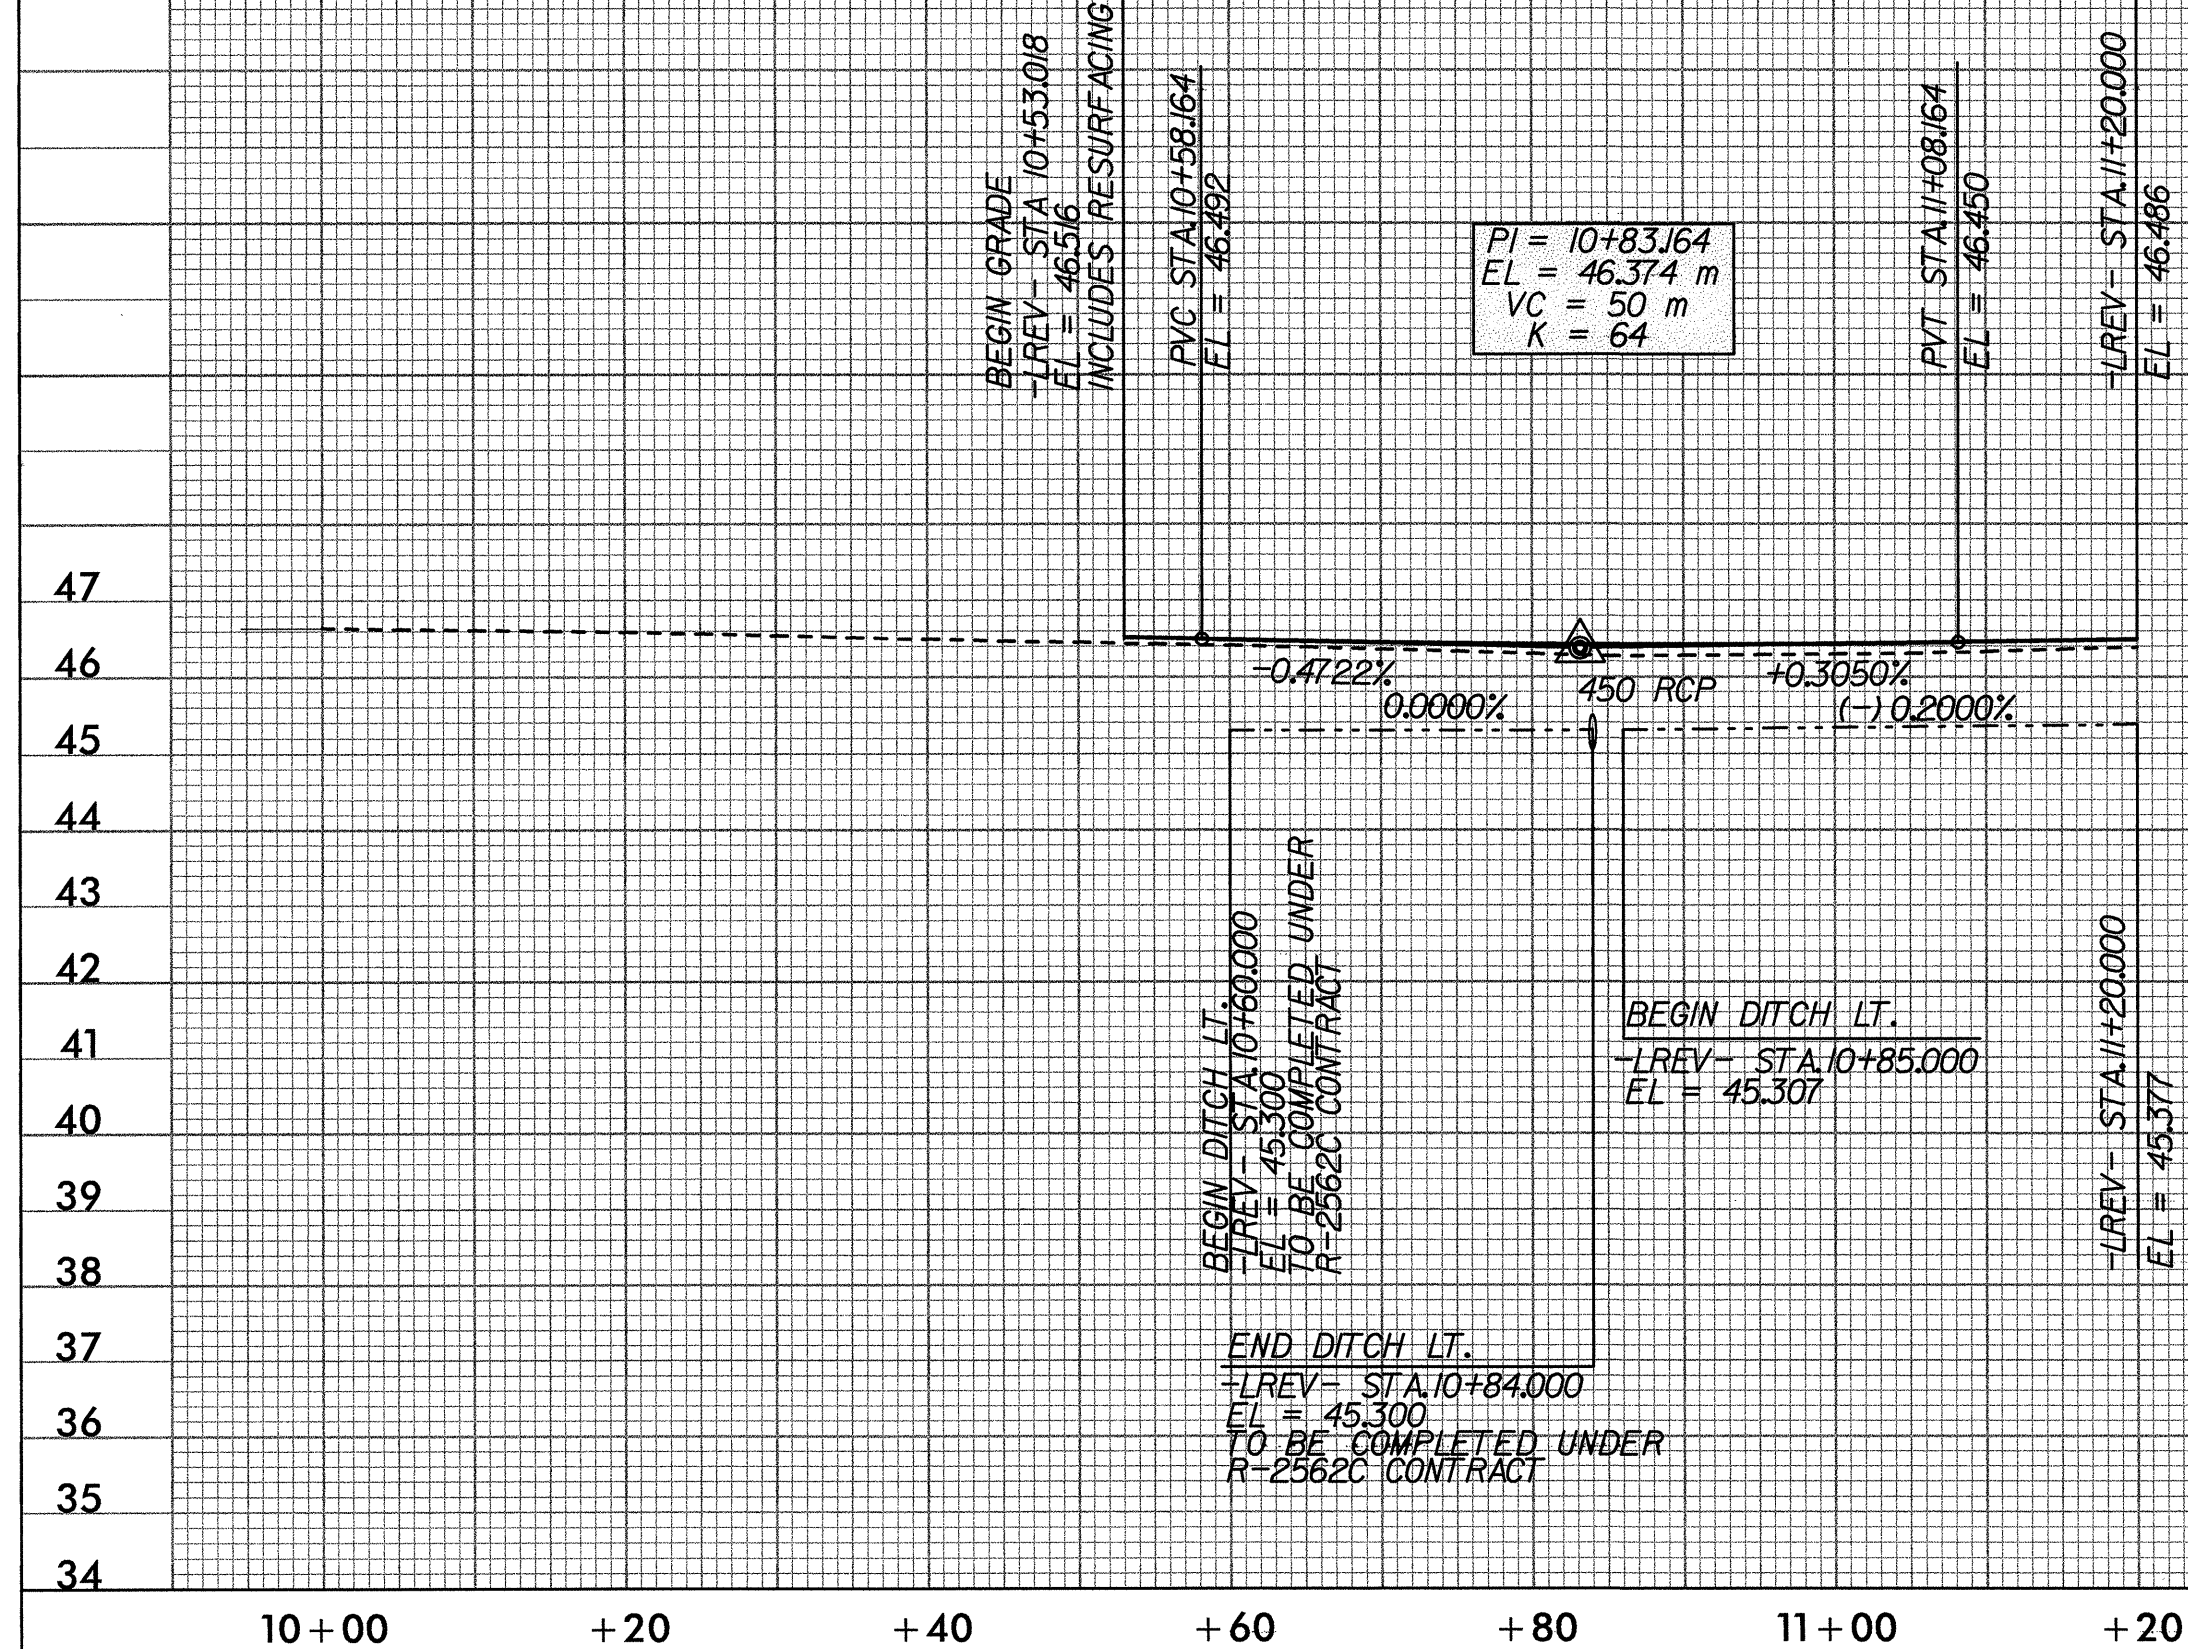 BEGIN GRADE
-LREV- STA 10+53.018
EL = 46.516
INCLUDES RESURFACING
PVC STA.10+58.164
EL = 46.492
PI = 10+83.164
EL = 46.374 m
VC = 50 m
K = 64
PVT STA.11+08.164
EL = 46.450
-LREV- STA.11+20.000
EL = 46.486
47
46
45
44
43
42
41
40
39
38
37
36
35
34
-0.4722%
0.0000%
450 RCP
+0.3050%
(-) 0.2000%
BEGIN DITCH LT.
-LREV- STA.10+60.000
EL = 45.300
TO BE COMPLETED UNDER
R-2562C CONTRACT
BEGIN DITCH LT.
-LREV- STA.10+85.000
EL = 45.307
-LREV- STA.11+20.000
EL = 45.377
END DITCH LT.
-LREV- STA.10+84.000
EL = 45.300
TO BE COMPLETED UNDER
R-2562C CONTRACT
10+00
+20
+40
+60
+80
11+00
+20